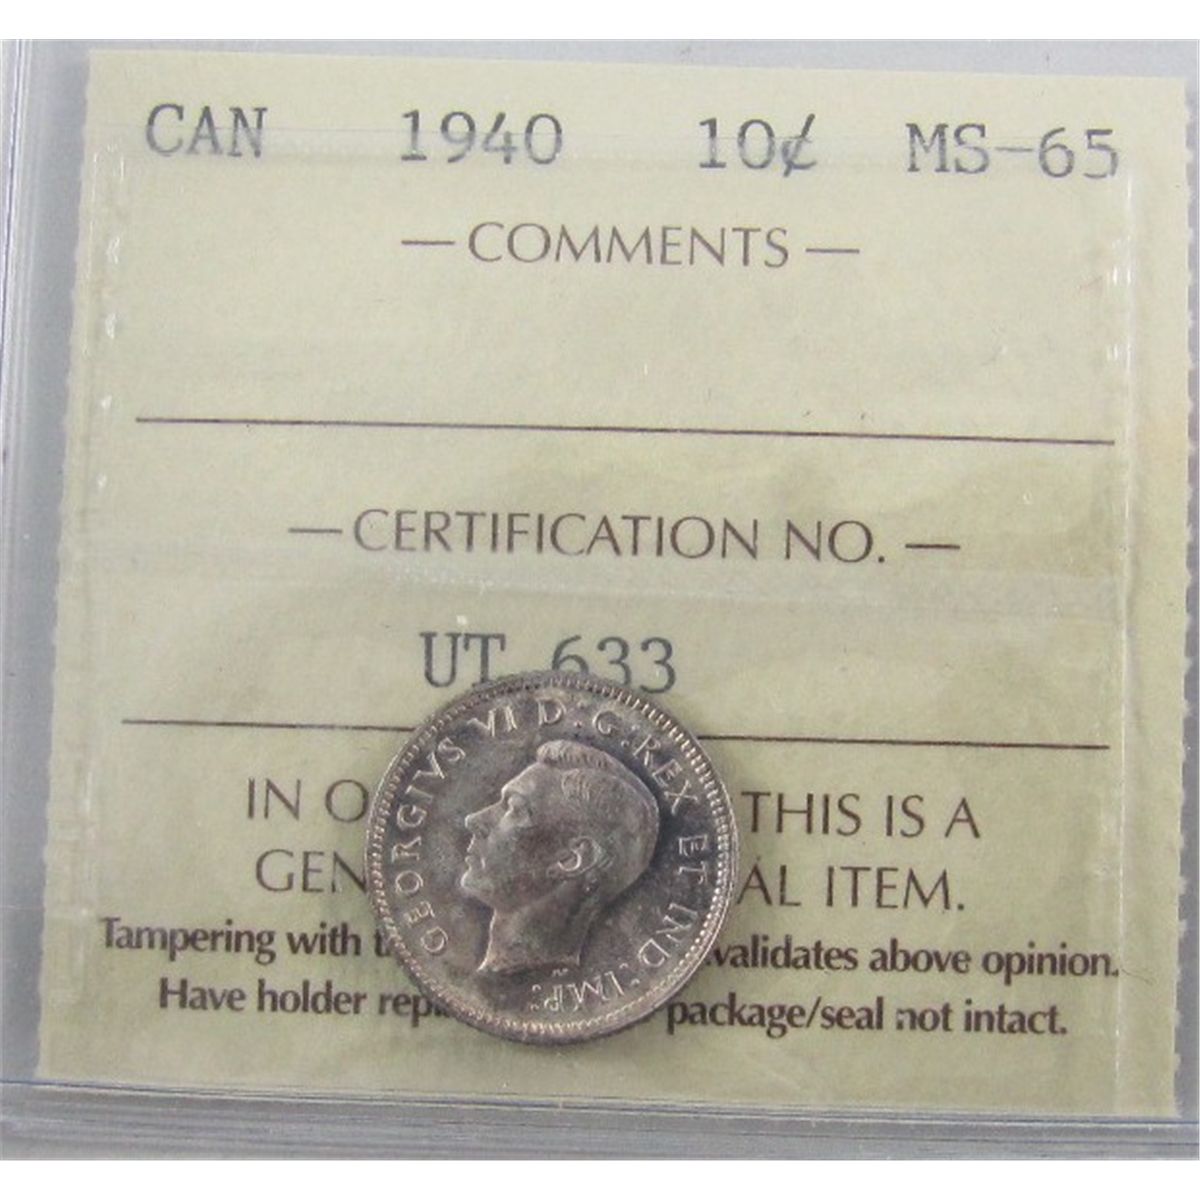 CAN 1940 10¢ MS-65
— COMMENTS —
— CERTIFICATION NO. —
UT 633
IN O THIS IS A
GEN AL ITEM.
Tampering with t validates above opinion.
Have holder rep package/seal not intact.
GEORGIVS VI D:G:REX ET IND:IMP: